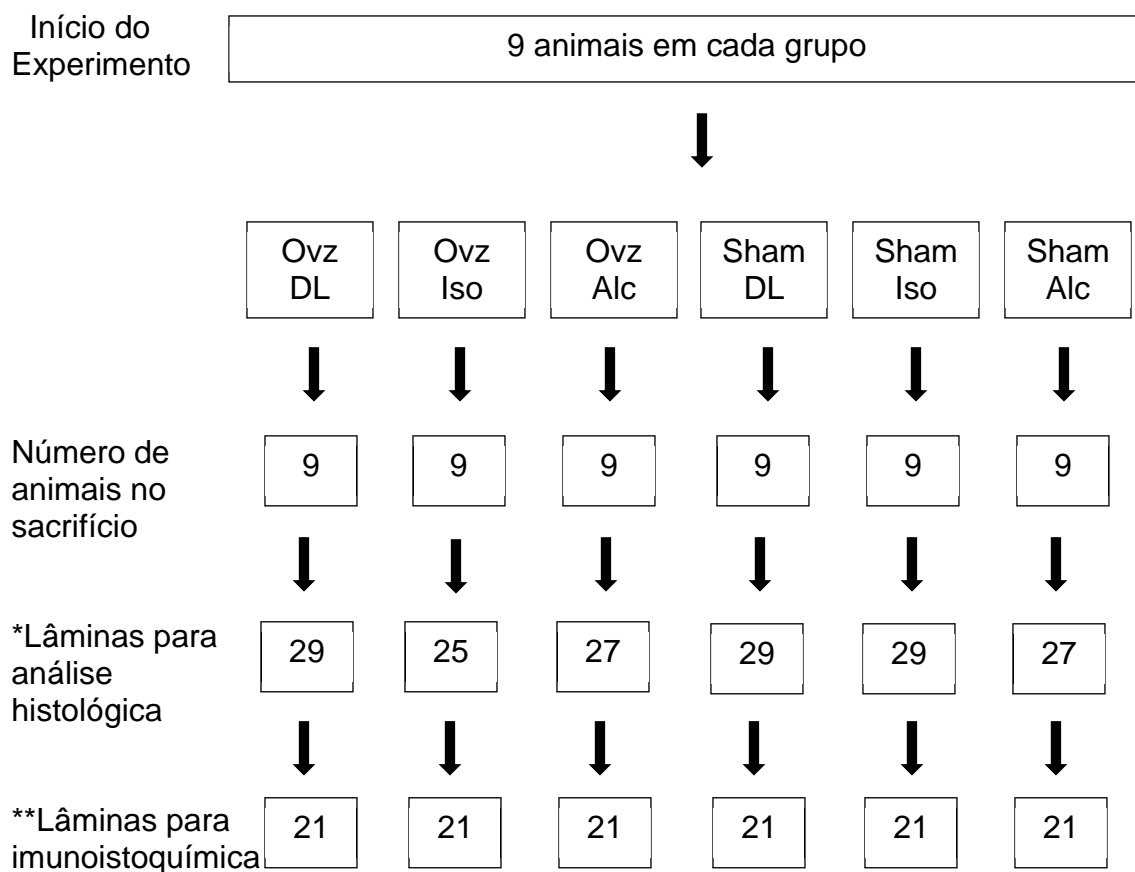 Início do
Experimento
9 animais em cada grupo
Ovz
DL
Ovz
Iso
Ovz
Alc
Sham
DL
Sham
Iso
Sham
Alc
Número de
animais no
sacrifício
9 9 9 9 9 9
*Lâminas para
análise
histológica
29 25 27 29 29 27
**Lâminas para
imunoistoquímica
21 21 21 21 21 21